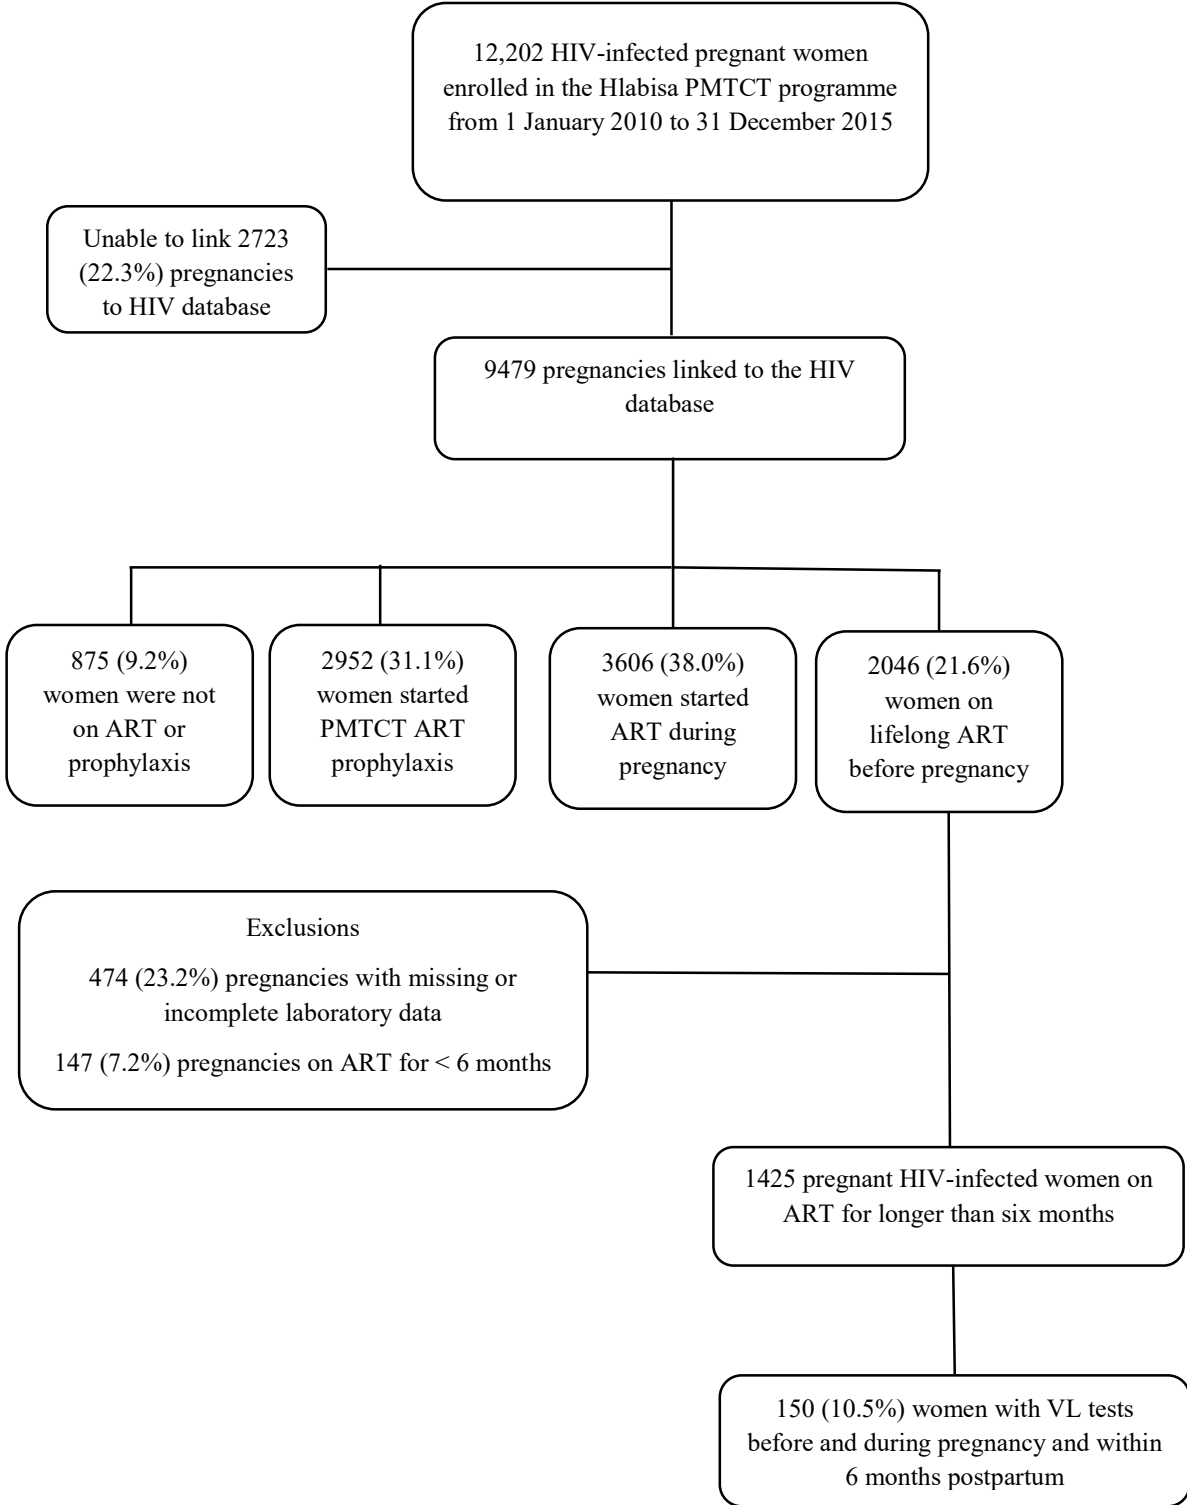 12,202 HIV-infected pregnant women
enrolled in the Hlabisa PMTCT programme
from 1 January 2010 to 31 December 2015
Unable to link 2723
(22.3%) pregnancies
to HIV database
9479 pregnancies linked to the HIV
database
875 (9.2%)
women were not
on ART or
prophylaxis
2952 (31.1%)
women started
PMTCT ART
prophylaxis
3606 (38.0%)
women started
ART during
pregnancy
2046 (21.6%)
women on
lifelong ART
before pregnancy
Exclusions
474 (23.2%) pregnancies with missing or
incomplete laboratory data
147 (7.2%) pregnancies on ART for < 6 months
1425 pregnant HIV-infected women on
ART for longer than six months
150 (10.5%) women with VL tests
before and during pregnancy and within
6 months postpartum